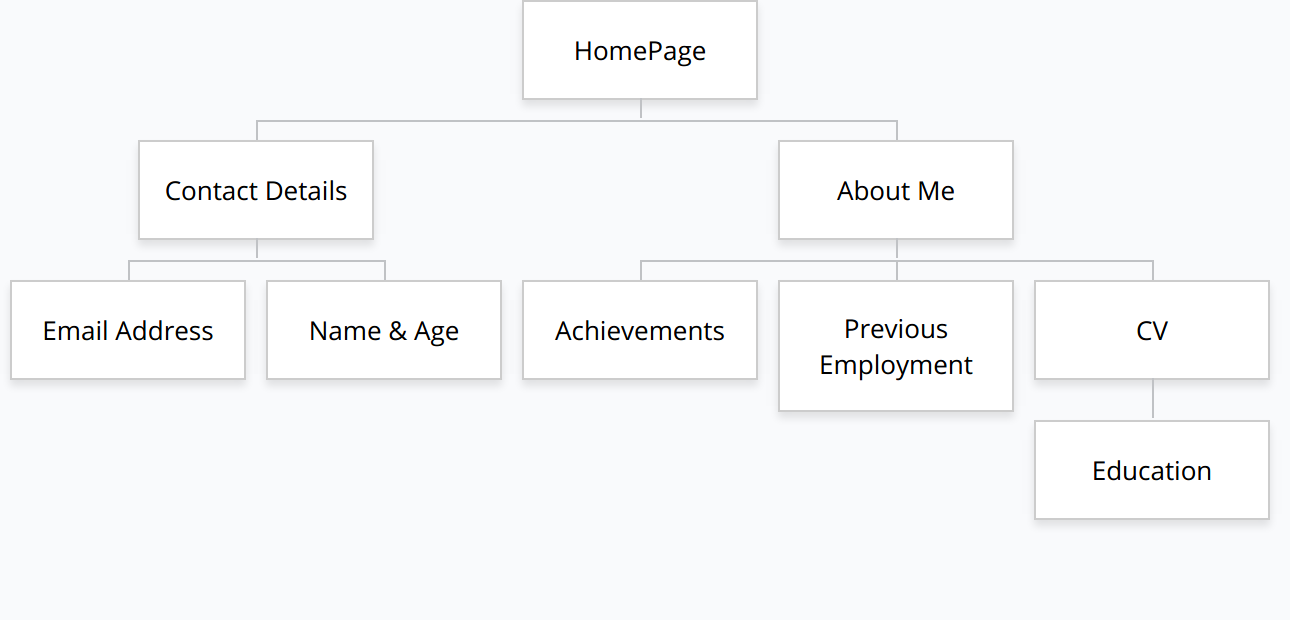 HomePage
Contact Details
About Me
Email Address
Name & Age
Achievements
Previous
Employment
CV
Education